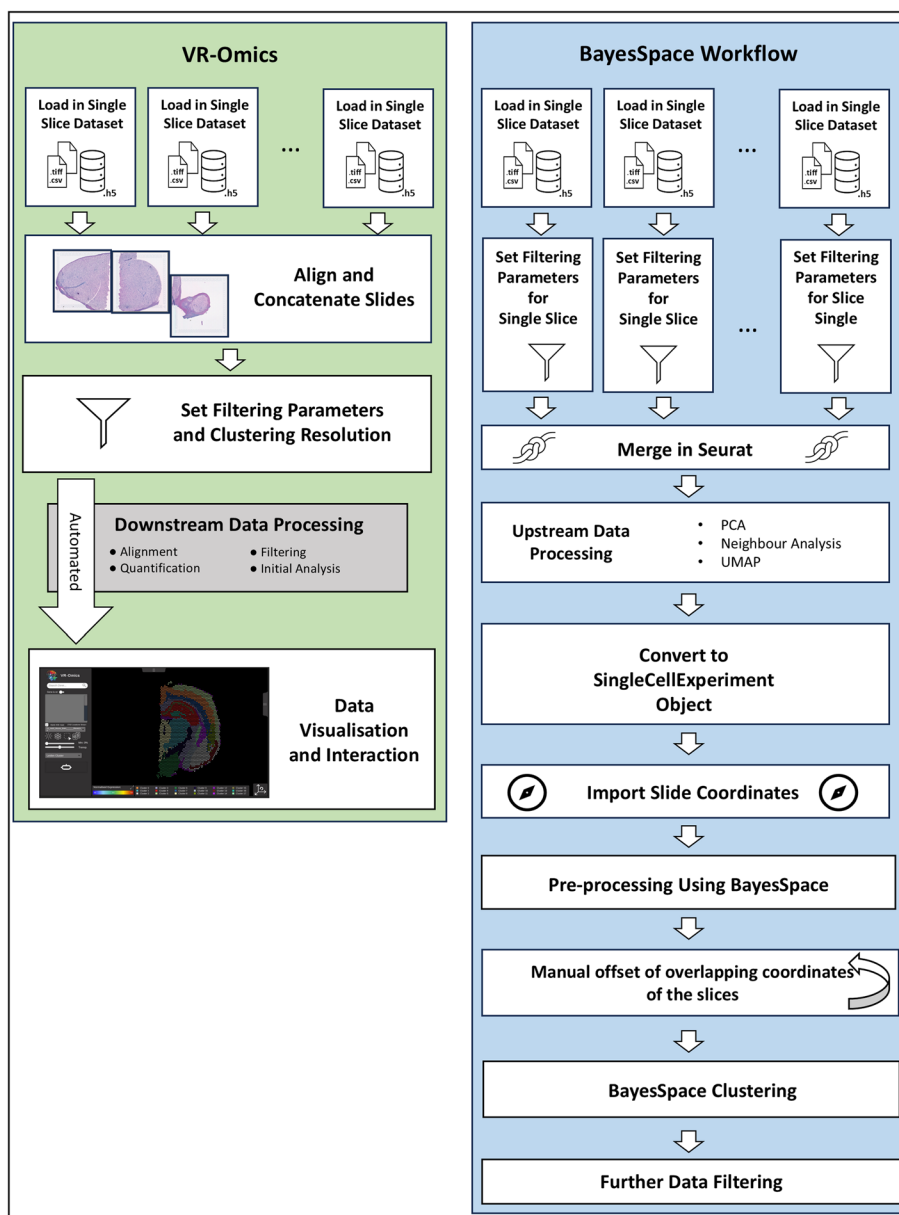 VR-Omics
Load in Single
Slice Dataset
.tiff
.csv
.h5
Load in Single
Slice Dataset
.tiff
.csv
.h5
...
Load in Single
Slice Dataset
.tiff
.csv
.h5
Align and
Concatenate Slides
Set Filtering Parameters
and Clustering Resolution
Automated
Downstream Data Processing
● Alignment
● Quantification
● Filtering
● Initial Analysis
VR-Omics
Data
Visualisation
and Interaction
BayesSpace Workflow
Load in Single
Slice Dataset
.tiff
.csv
.h5
Load in Single
Slice Dataset
.tiff
.csv
.h5
...
Load in Single
Slice Dataset
.tiff
.csv
.h5
Set Filtering
Parameters
for
Single Slice
Set Filtering
Parameters
for
Single Slice
...
Set Filtering
Parameters
for Slice
Single
Merge in Seurat
Upstream Data
Processing
• PCA
• Neighbour Analysis
• UMAP
Convert to
SingleCellExperiment
Object
Import Slide Coordinates
Pre-processing Using BayesSpace
Manual offset of overlapping coordinates
of the slices
BayesSpace Clustering
Further Data Filtering